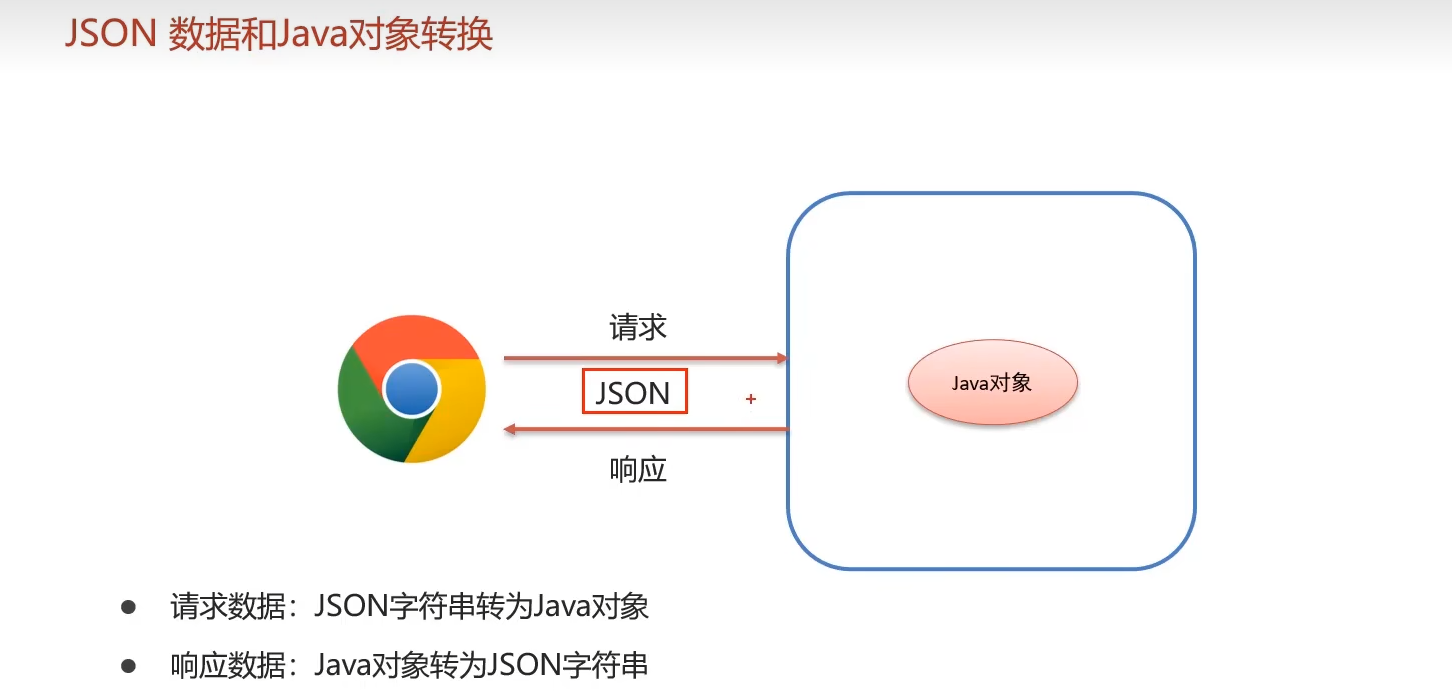 JSON 数据和Java对象转换
请求
JSON
响应
Java对象
请求数据：JSON字符串转为Java对象
响应数据：Java对象转为JSON字符串